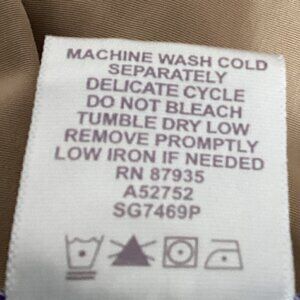 MACHINE WASH COLD
SEPARATELY
DELICATE CYCLE
DO NOT BLEACH
TUMBLE DRY LOW
REMOVE PROMPTLY
LOW IRON IF NEEDED
RN 87935
A52752
SG7469P